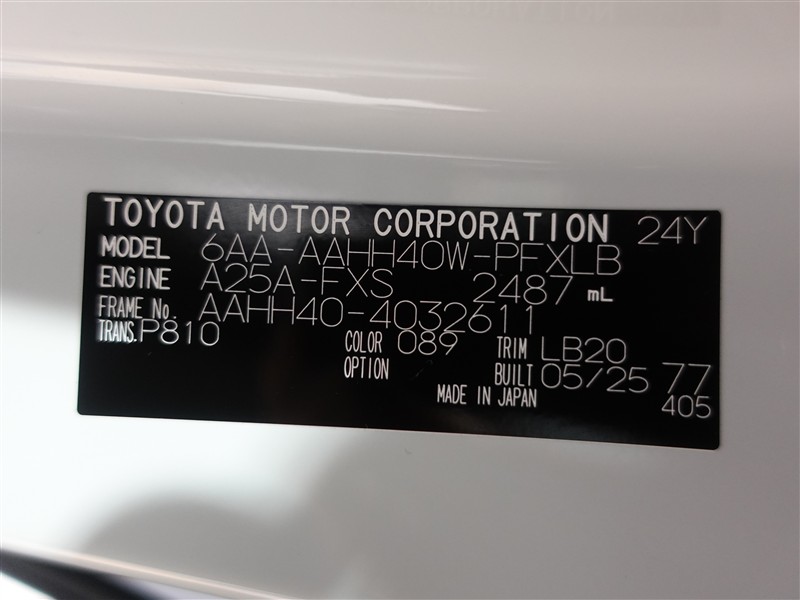 TOYOTA MOTOR CORPORATION 24Y
MODEL 6AA-AAHH40W-PFXLB
ENGINE A25A-FXS 2487 mL
FRAME No. AAHH40-4032611
TRANS. P810 COLOR 089 TRIM LB20
OPTION BUILT 05/25 77
MADE IN JAPAN 405